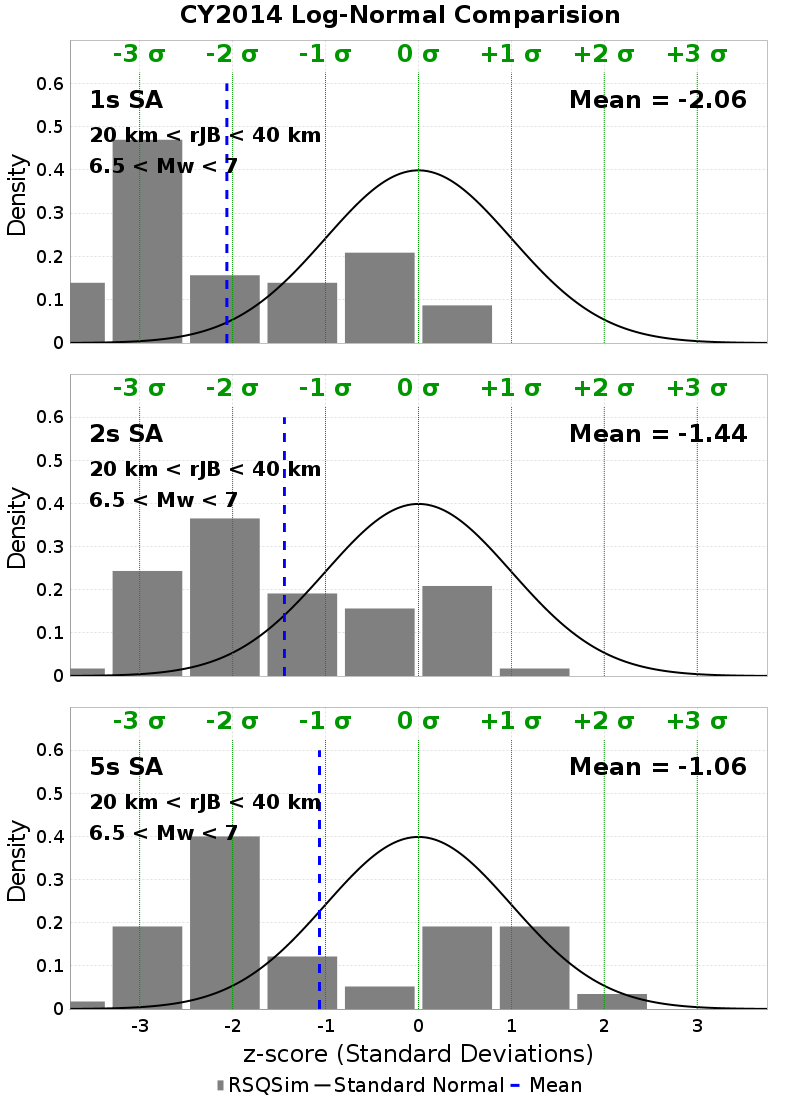 CY2014 Log-Normal Comparision
-3 σ -2 σ -1 σ 0 σ +1 σ +2 σ +3 σ
1s SA Mean = -2.06
20 km < rJB < 40 km
6.5 < Mw < 7
Density
0.6
0.5
0.4
0.3
0.2
0.1
0
-3 σ -2 σ -1 σ 0 σ +1 σ +2 σ +3 σ
2s SA Mean = -1.44
20 km < rJB < 40 km
6.5 < Mw < 7
Density
0.6
0.5
0.4
0.3
0.2
0.1
0
-3 σ -2 σ -1 σ 0 σ +1 σ +2 σ +3 σ
5s SA Mean = -1.06
20 km < rJB < 40 km
6.5 < Mw < 7
Density
0.6
0.5
0.4
0.3
0.2
0.1
0
-3 -2 -1 0 1 2 3
z-score (Standard Deviations)
RSQSim Standard Normal Mean